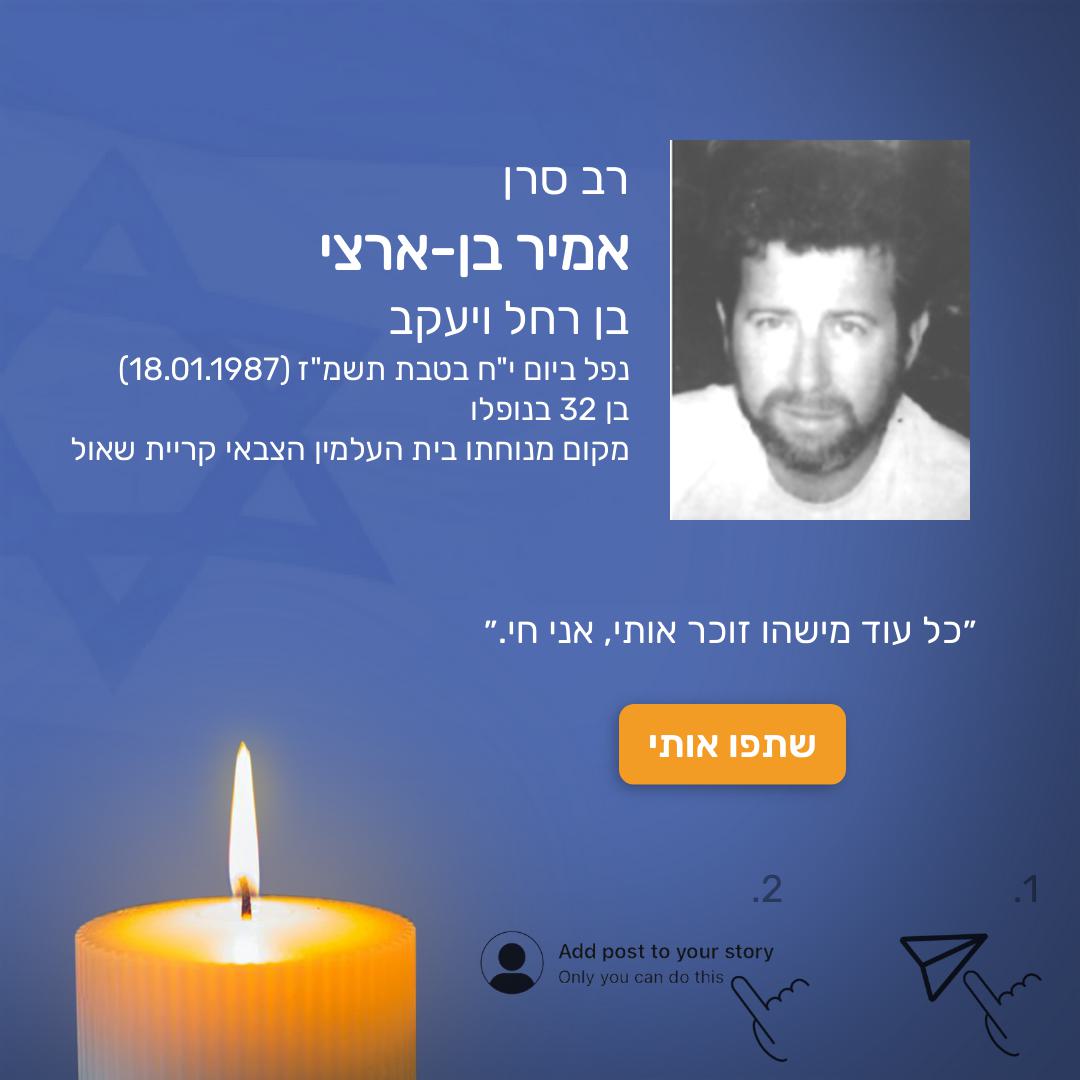 רב סרן
אמיר בן-ארצי
בן רחל ויעקב
נפל ביום י"ח בטבת תשמ"ז (18.01.1987)
בן 32 בנופלו
מקום מנוחתו בית העלמין הצבאי קריית שאול
״כל עוד מישהו זוכר אותי, אני חי.״
שתפו אותי
.1
.2
Add post to your story
Only you can do this